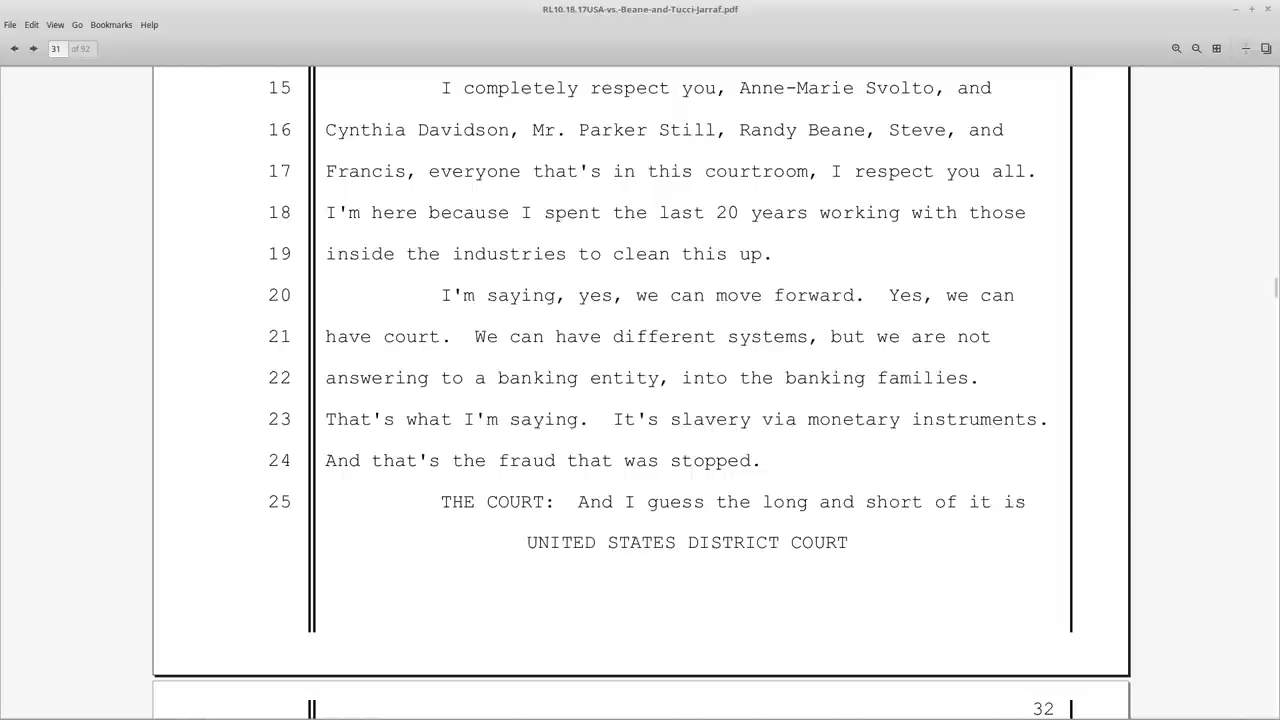 RL10.18.17USA-vs.-Beane-and-Tucci-Jarraf.pdf
File Edit View Go Bookmarks Help
31 of 92
15 I completely respect you, Anne-Marie Svolto, and
16 Cynthia Davidson, Mr. Parker Still, Randy Beane, Steve, and
17 Francis, everyone that's in this courtroom, I respect you all.
18 I'm here because I spent the last 20 years working with those
19 inside the industries to clean this up.
20 I'm saying, yes, we can move forward. Yes, we can
21 have court. We can have different systems, but we are not
22 answering to a banking entity, into the banking families.
23 That's what I'm saying. It's slavery via monetary instruments.
24 And that's the fraud that was stopped.
25 THE COURT: And I guess the long and short of it is
UNITED STATES DISTRICT COURT
32